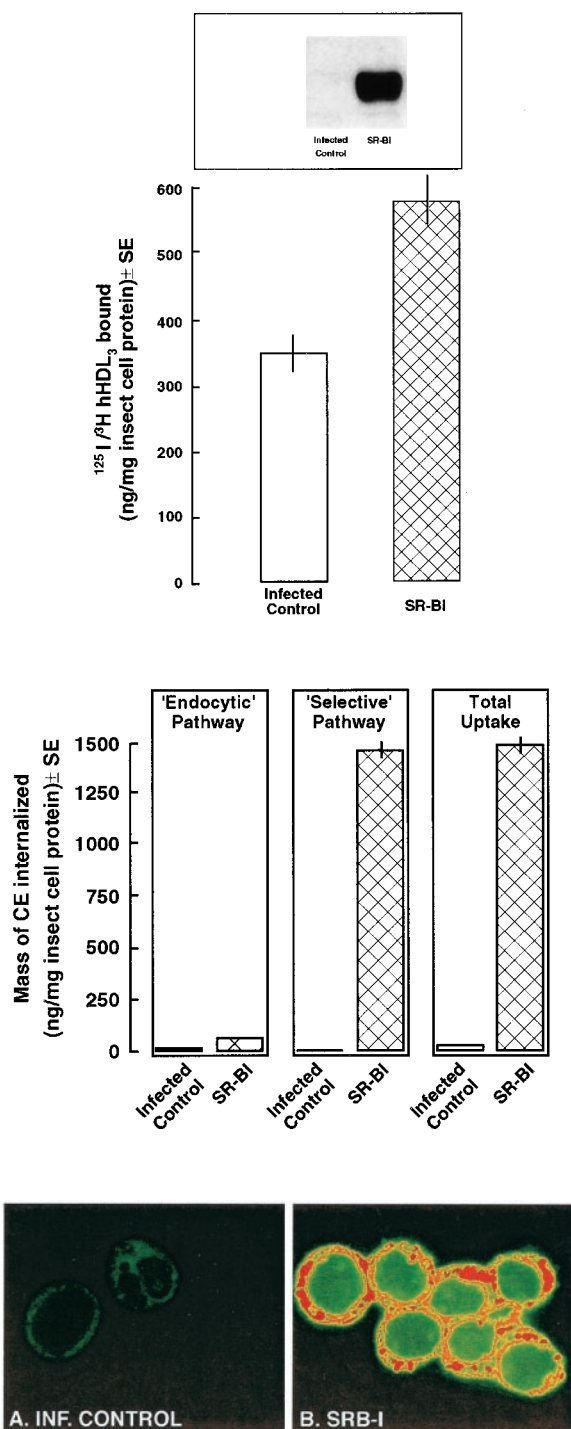 Infected SR-BI
Control
600
500
400
300
200
100
0
¹²⁵I /³H hHDL₃ bound
(ng/mg insect cell protein)± SE
Infected
Control
SR-BI
'Endocytic'
Pathway
'Selective'
Pathway
Total
Uptake
1500
1250
1000
750
500
250
0
Mass of CE internalized
(ng/mg insect cell protein)± SE
Infected
Control
SR-BI
Infected
Control
SR-BI
Infected
Control
SR-BI
A. INF. CONTROL
B. SRB-I